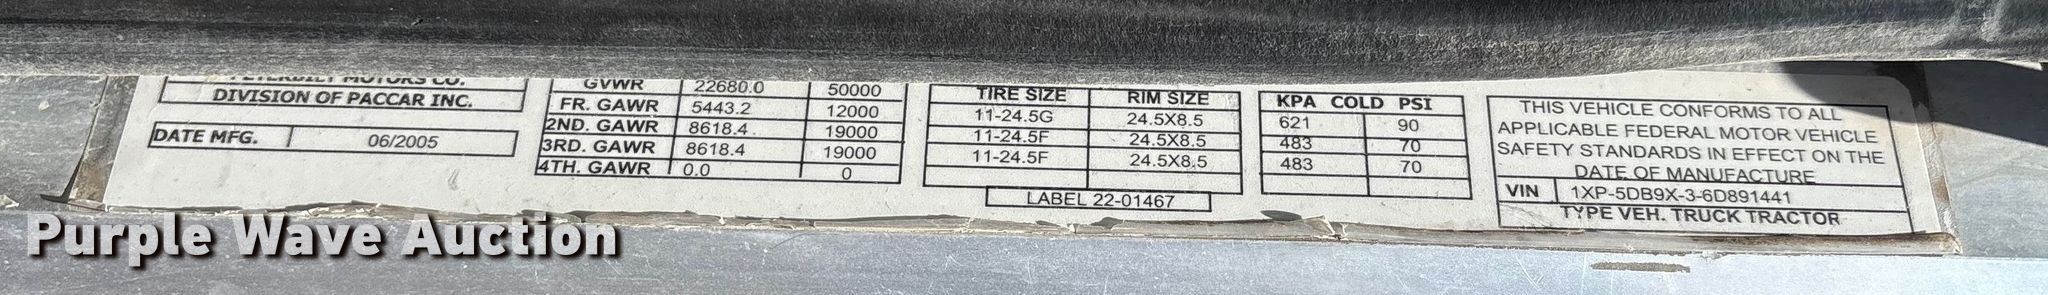 PETERBILT MOTORS CO.
DIVISION OF PACCAR INC.
DATE MFG. 06/2005
GVWR 22680.0 50000
FR. GAWR 5443.2 12000
2ND. GAWR 8618.4 19000
3RD. GAWR 8618.4 19000
4TH. GAWR 0.0 0
TIRE SIZE RIM SIZE
11-24.5G 24.5X8.5
11-24.5F 24.5X8.5
11-24.5F 24.5X8.5
LABEL 22-01467
KPA COLD PSI
621 90
483 70
483 70
THIS VEHICLE CONFORMS TO ALL
APPLICABLE FEDERAL MOTOR VEHICLE
SAFETY STANDARDS IN EFFECT ON THE
DATE OF MANUFACTURE
VIN 1XP-5DB9X-3-6D891441
TYPE VEH. TRUCK TRACTOR
Purple Wave Auction